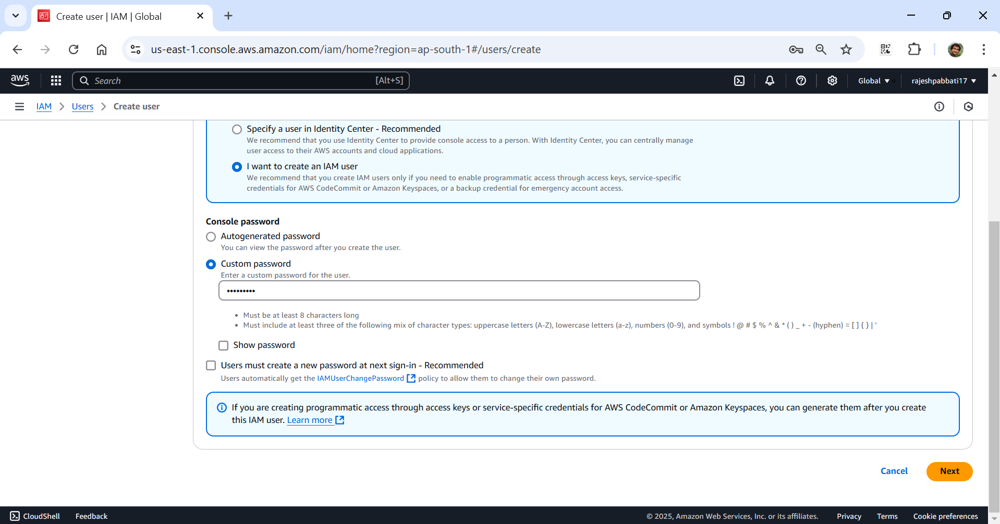 Create user | IAM | Global
us-east-1.console.aws.amazon.com/iam/home?region=ap-south-1#/users/create
aws
Search [Alt+S]
Global
rajeshpabbati17
IAM > Users > Create user
Specify a user in Identity Center - Recommended
We recommend that you use Identity Center to provide console access to a person. With Identity Center, you can centrally manage
user access to their AWS accounts and cloud applications.
I want to create an IAM user
We recommend that you create IAM users only if you need to enable programmatic access through access keys, service-specific
credentials for AWS CodeCommit or Amazon Keyspaces, or a backup credential for emergency account access.
Console password
Autogenerated password
You can view the password after you create the user.
Custom password
Enter a custom password for the user.
•••••••••
• Must be at least 8 characters long
• Must include at least three of the following mix of character types: uppercase letters (A-Z), lowercase letters (a-z), numbers (0-9), and symbols ! @ # $ % ^ & * ( ) _ + - (hyphen) = [ ] { } | '
Show password
Users must create a new password at next sign-in - Recommended
Users automatically get the IAMUserChangePassword policy to allow them to change their own password.
If you are creating programmatic access through access keys or service-specific credentials for AWS CodeCommit or Amazon Keyspaces, you can generate them after you create
this IAM user. Learn more
Cancel
Next
CloudShell
Feedback
© 2025, Amazon Web Services, Inc. or its affiliates.
Privacy
Terms
Cookie preferences